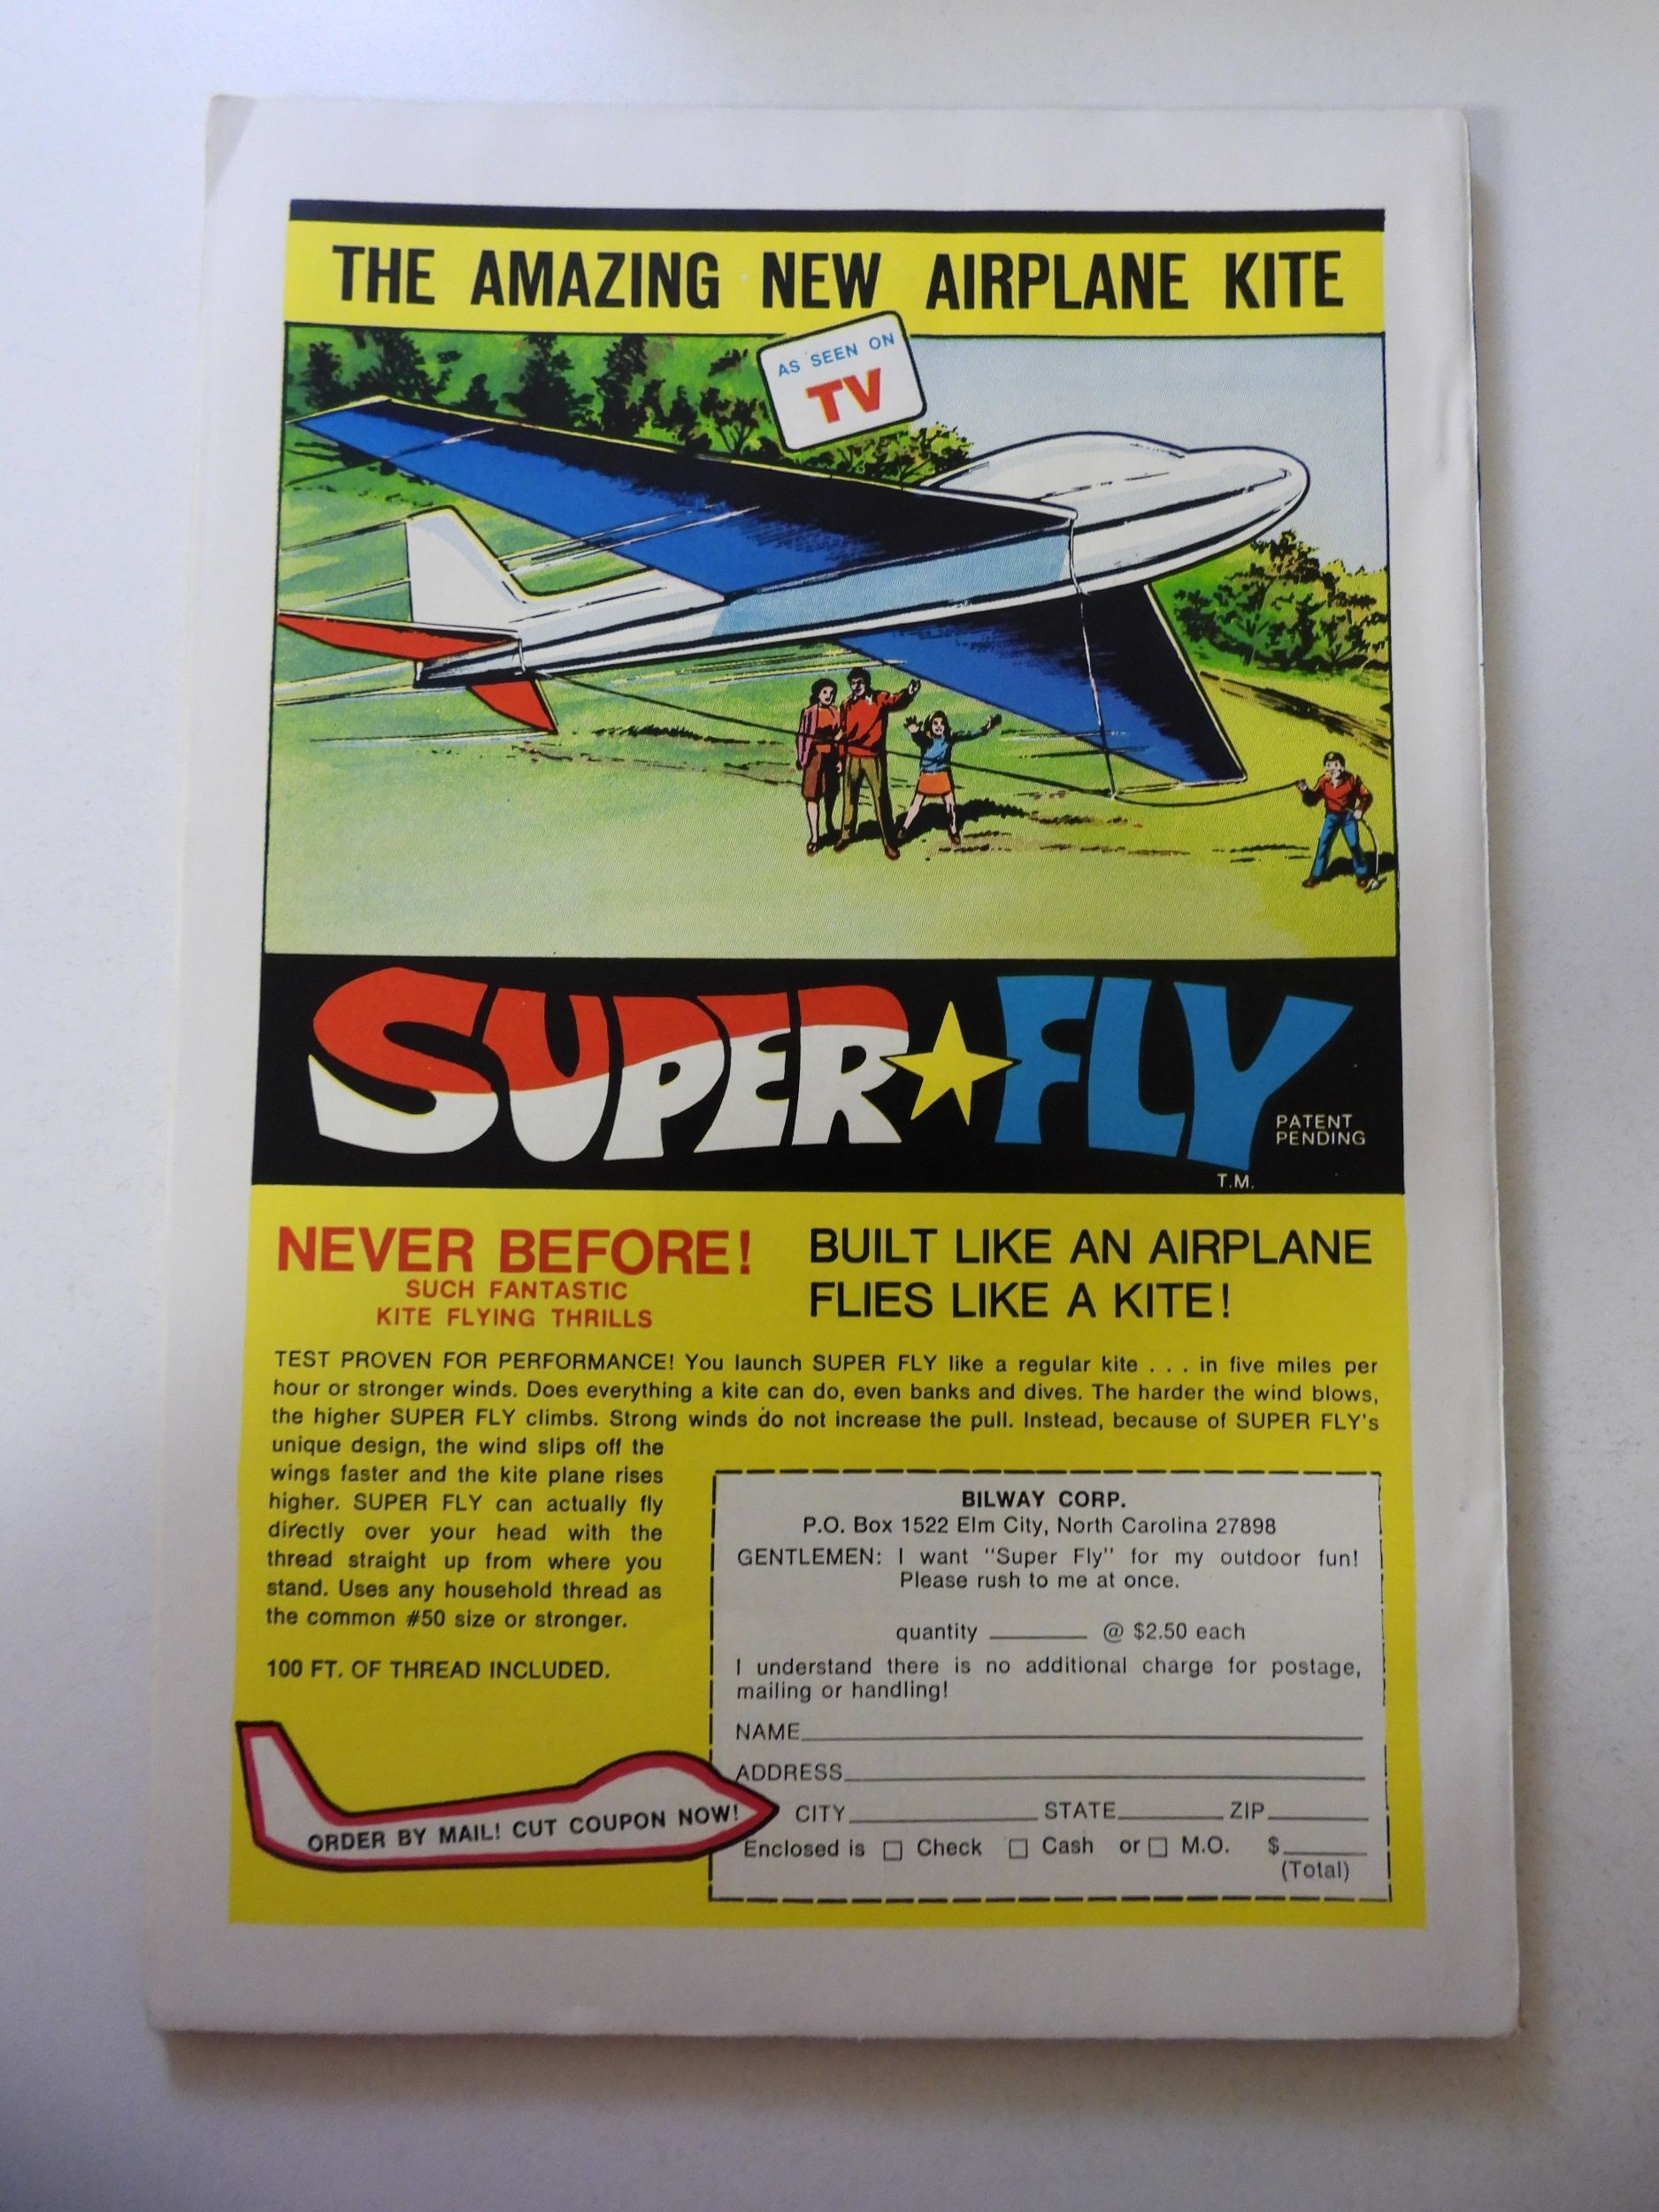 THE AMAZING NEW AIRPLANE KITE
AS SEEN ON
TV
SUPER FLY
PATENT
PENDING
T.M.
NEVER BEFORE!
SUCH FANTASTIC
KITE FLYING THRILLS
BUILT LIKE AN AIRPLANE
FLIES LIKE A KITE!
TEST PROVEN FOR PERFORMANCE! You launch SUPER FLY like a regular kite . . . in five miles per
hour or stronger winds. Does everything a kite can do, even banks and dives. The harder the wind blows,
the higher SUPER FLY climbs. Strong winds do not increase the pull. Instead, because of SUPER FLY's
unique design, the wind slips off the
wings faster and the kite plane rises
higher. SUPER FLY can actually fly
directly over your head with the
thread straight up from where you
stand. Uses any household thread as
the common #50 size or stronger.
100 FT. OF THREAD INCLUDED.
ORDER BY MAIL! CUT COUPON NOW!
BILWAY CORP.
P.O. Box 1522 Elm City, North Carolina 27898
GENTLEMEN: I want "Super Fly" for my outdoor fun!
Please rush to me at once.
quantity ________ @ $2.50 each
I understand there is no additional charge for postage,
mailing or handling!
NAME________
ADDRESS________
CITY________ STATE________ ZIP________
Enclosed is □ Check □ Cash or □ M.O. $________
(Total)